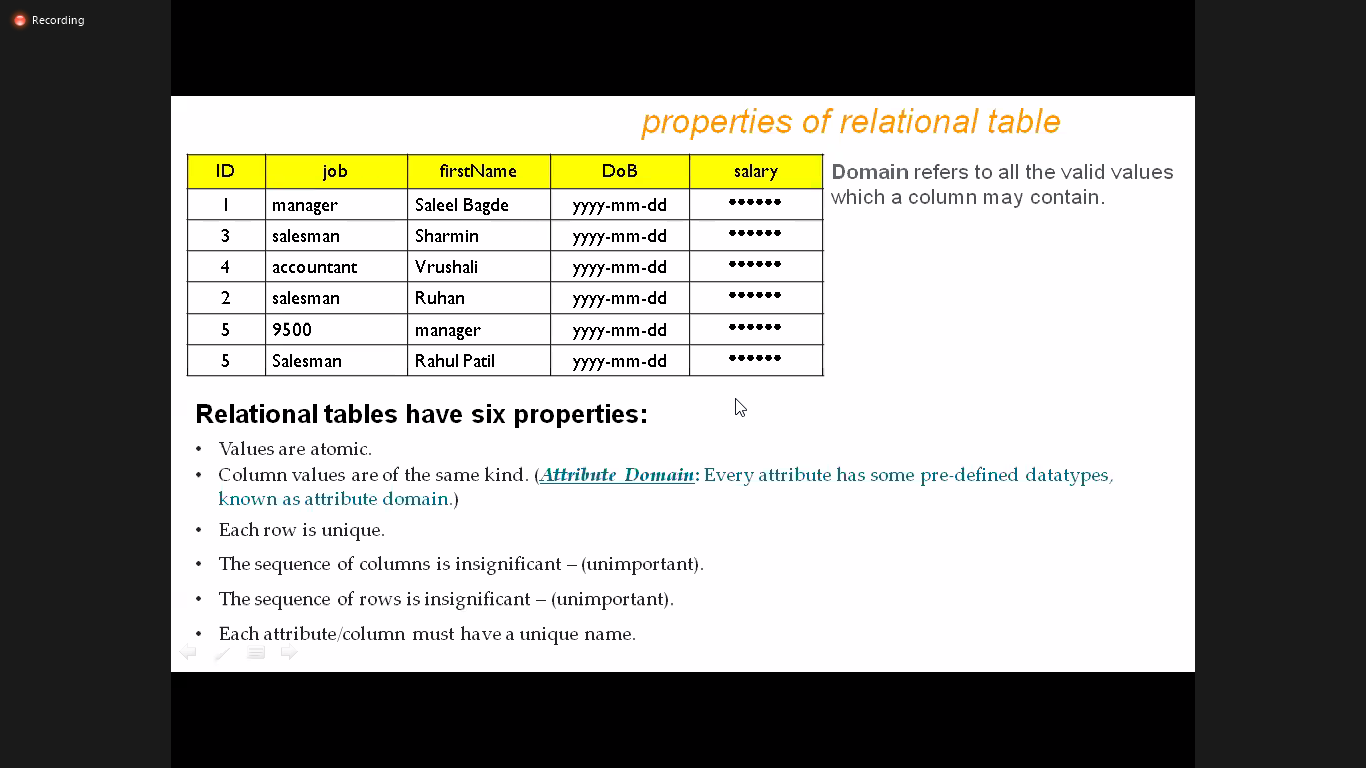 Recording
properties of relational table
ID job firstName DoB salary
1 manager Saleel Bagde yyyy-mm-dd ••••••
3 salesman Sharmin yyyy-mm-dd ••••••
4 accountant Vrushali yyyy-mm-dd ••••••
2 salesman Ruhan yyyy-mm-dd ••••••
5 9500 manager yyyy-mm-dd ••••••
5 Salesman Rahul Patil yyyy-mm-dd ••••••
Domain refers to all the valid values
which a column may contain.
Relational tables have six properties:
• Values are atomic.
• Column values are of the same kind. (Attribute Domain: Every attribute has some pre-defined datatypes,
known as attribute domain.)
• Each row is unique.
• The sequence of columns is insignificant – (unimportant).
• The sequence of rows is insignificant – (unimportant).
• Each attribute/column must have a unique name.